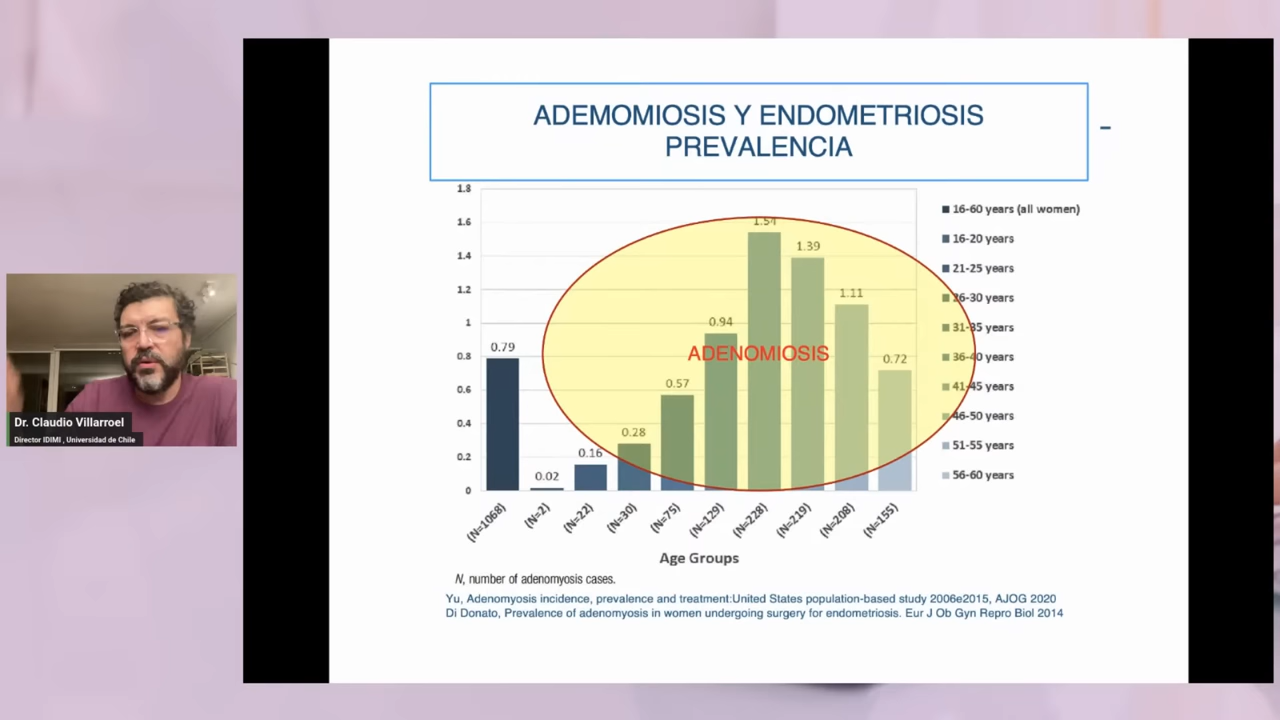 ADEMOMIOSIS Y ENDOMETRIOSIS
PREVALENCIA
-
1.8
1.6
1.4
1.2
1
0.8
0.6
0.4
0.2
0
0.79
0.02
0.16
0.28
0.57
0.94
1.54
1.39
1.11
0.72
ADENOMIOSIS
(N=1068)
(N=2)
(N=22)
(N=30)
(N=75)
(N=129)
(N=228)
(N=219)
(N=208)
(N=155)
Age Groups
16-60 years (all women)
16-20 years
21-25 years
26-30 years
31-35 years
36-40 years
41-45 years
46-50 years
51-55 years
56-60 years
N, number of adenomyosis cases.
Yu, Adenomyosis incidence, prevalence and treatment:United States population-based study 2006e2015, AJOG 2020
Di Donato, Prevalence of adenomyosis in women undergoing surgery for endometriosis. Eur J Ob Gyn Repro Biol 2014
Dr. Claudio Villarroel
Director IDIMI , Universidad de Chile